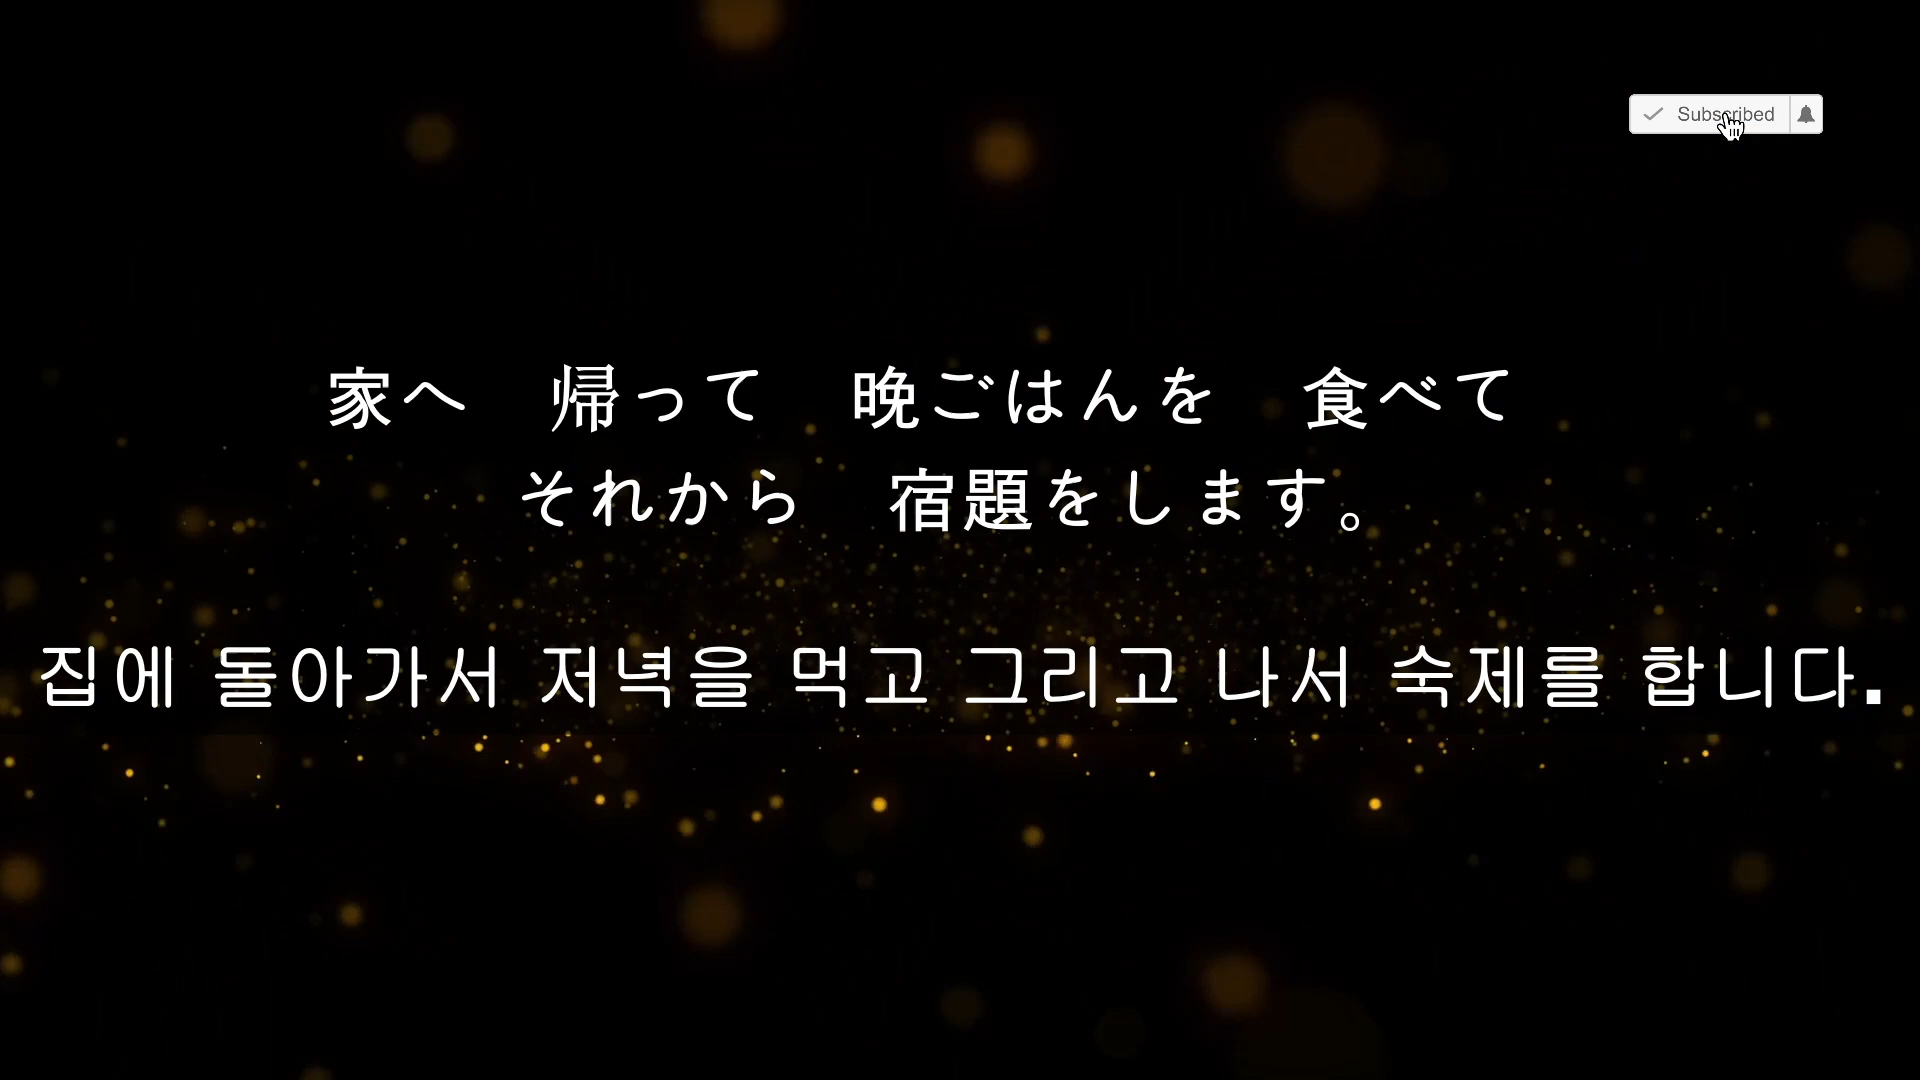 Subscribed
家へ　帰って　晩ごはんを　食べて
それから　宿題をします。
집에 돌아가서 저녁을 먹고 그리고 나서 숙제를 합니다.